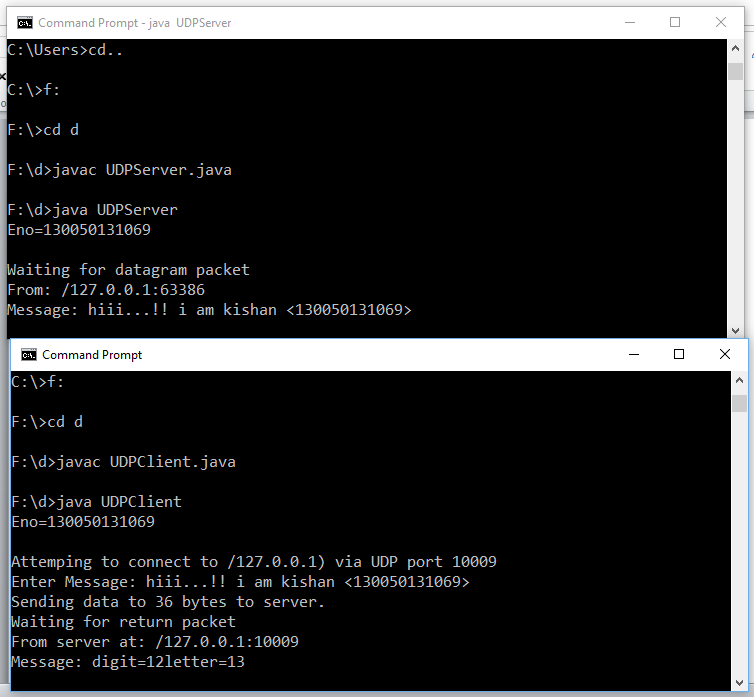 Command Prompt - java  UDPServer
C:\Users>cd..
C:\>f:
F:\>cd d
F:\d>javac UDPServer.java
F:\d>java UDPServer
Eno=130050131069
Waiting for datagram packet
From: /127.0.0.1:63386
Message: hiii...!! i am kishan <130050131069>
Command Prompt
C:\>f:
F:\>cd d
F:\d>javac UDPClient.java
F:\d>java UDPClient
Eno=130050131069
Attemping to connect to /127.0.0.1) via UDP port 10009
Enter Message: hiii...!! i am kishan <130050131069>
Sending data to 36 bytes to server.
Waiting for return packet
From server at: /127.0.0.1:10009
Message: digit=12letter=13